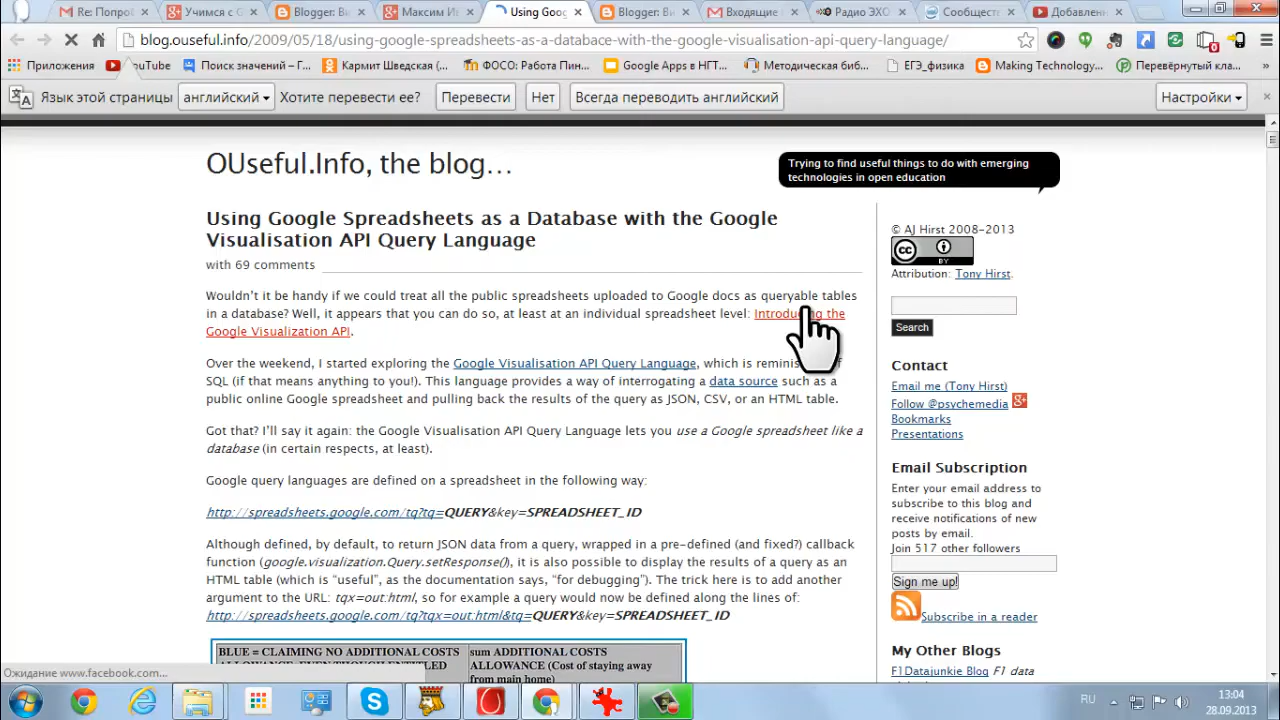 Re: Попро
Учимся с G
Blogger: Ви
Максим И
Using Goog
Blogger: Ви
Входящие
Радио ЭХО
Сообщест
Добавлен
blog.ouseful.info/2009/05/18/using-google-spreadsheets-as-a-databace-with-the-google-visualisation-api-query-language/
Приложения
YouTube
Поиск значений – Г...
Кармит Шведская...
ФОСО: Работа Пин...
Google Apps в НГТ...
Методическая биб...
ЕГЭ_физика
Making Technology...
Перевёрнутый кла...
Язык этой страницы английский Хотите перевести ее? Перевести Нет Всегда переводить английский Настройки
OUseful.Info, the blog…
Trying to find useful things to do with emerging
technologies in open education
Using Google Spreadsheets as a Database with the Google
Visualisation API Query Language
with 69 comments
Wouldn't it be handy if we could treat all the public spreadsheets uploaded to Google docs as queryable tables
in a database? Well, it appears that you can do so, at least at an individual spreadsheet level: Introducing the
Google Visualization API.
Over the weekend, I started exploring the Google Visualisation API Query Language, which is reminis f
SQL (if that means anything to you!). This language provides a way of interrogating a data source such as a
public online Google spreadsheet and pulling back the results of the query as JSON, CSV, or an HTML table.
Got that? I'll say it again: the Google Visualisation API Query Language lets you use a Google spreadsheet like a
database (in certain respects, at least).
Google query languages are defined on a spreadsheet in the following way:
http://spreadsheets.google.com/tq?tq=QUERY&key=SPREADSHEET_ID
Although defined, by default, to return JSON data from a query, wrapped in a pre-defined (and fixed?) callback
function (google.visualization.Query.setResponse()), it is also possible to display the results of a query as an
HTML table (which is "useful", as the documentation says, "for debugging"). The trick here is to add another
argument to the URL: tqx=out:html, so for example a query would now be defined along the lines of:
http://spreadsheets.google.com/tq?tqx=out:html&tq=QUERY&key=SPREADSHEET_ID
BLUE = CLAIMING NO ADDITIONAL COSTS
ALLOWANCE, EVEN THOUGH ENTITLED
sum ADDITIONAL COSTS
ALLOWANCE (Cost of staying away
from main home)
© AJ Hirst 2008-2013
CC BY
Attribution: Tony Hirst.
Search
Contact
Email me (Tony Hirst)
Follow @psychemedia
Bookmarks
Presentations
Email Subscription
Enter your email address to
subscribe to this blog and
receive notifications of new
posts by email.
Join 517 other followers
Sign me up!
Subscribe in a reader
My Other Blogs
F1Datajunkie Blog F1 data
Ожидание www.facebook.com...
RU
13:04
28.09.2013